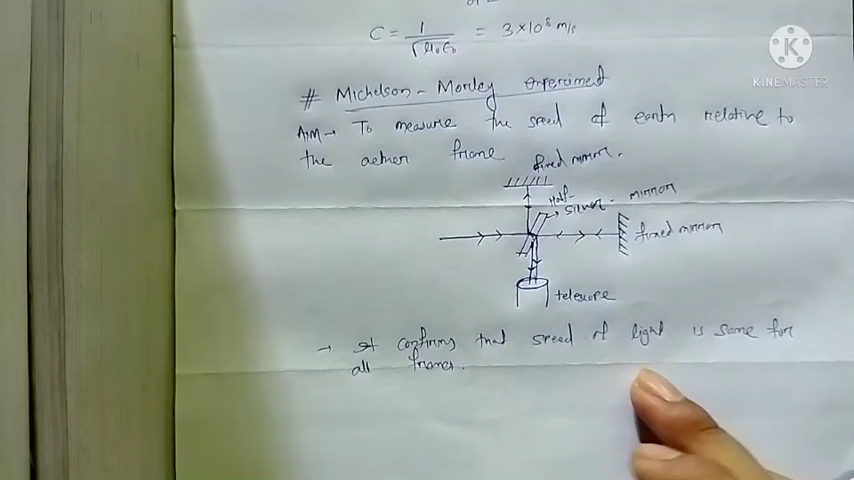 C = 1/√μ₀ε₀ = 3×10⁸ m/s
K
KINEMASTER
# Michelson - Morley experiment
AIM → To measure the speed of earth relative to
the aether frame
fixed mirror.
Half-
silver - mirror
fixed mirror
telescope
→ It confirms that speed of light is same for
all frames.